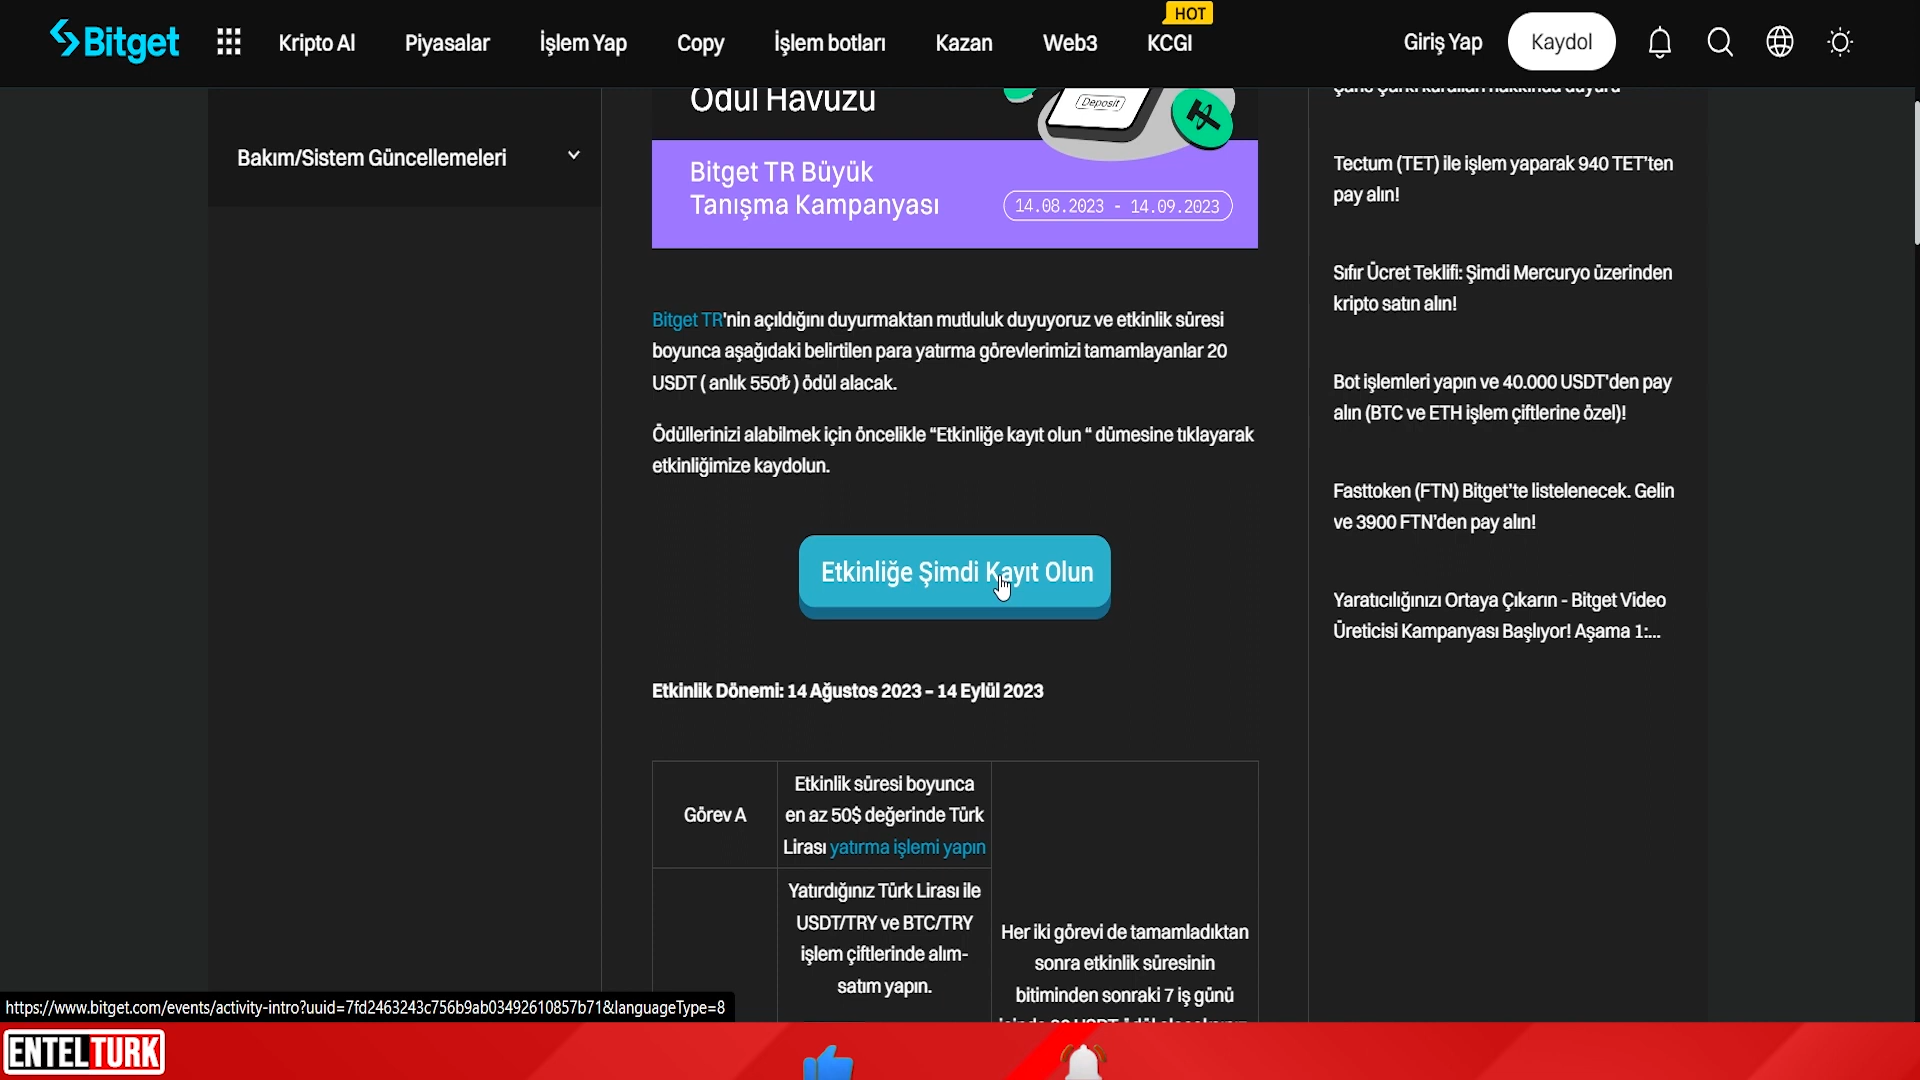 HOT
Bitget
Kripto Al
Piyasalar
İşlem Yap
Copy
İşlem botları
Kazan
Web3
KCGI
Giriş Yap
Kaydol
Bakım/Sistem Güncellemeleri
Ödül Havuzu
Deposit
Bitget TR Büyük
Tanışma Kampanyası
14.08.2023 - 14.09.2023
Bitget TR'nin açıldığını duyurmaktan mutluluk duyuyoruz ve etkinlik süresi
boyunca aşağıdaki belirtilen para yatırma görevlerimizi tamamlayanlar 20
USDT ( anlık 550₺ ) ödül alacak.
Ödüllerinizi alabilmek için öncelikle “Etkinliğe kayıt olun “ dümesine tıklayarak
etkinliğimize kaydolun.
Etkinliğe Şimdi Kayıt Olun
Etkinlik Dönemi: 14 Ağustos 2023 – 14 Eylül 2023
Görev A
Etkinlik süresi boyunca
en az 50$ değerinde Türk
Lirası yatırma işlemi yapın
Yatırdığınız Türk Lirası ile
USDT/TRY ve BTC/TRY
işlem çiftlerinde alım-
satım yapın.
Her iki görevi de tamamladıktan
sonra etkinlik süresinin
bitiminden sonraki 7 iş günü
Şans Çarkı kuralları hakkında duyuru
Tectum (TET) ile işlem yaparak 940 TET'ten
pay alın!
Sıfır Ücret Teklifi: Şimdi Mercuryo üzerinden
kripto satın alın!
Bot işlemleri yapın ve 40.000 USDT'den pay
alın (BTC ve ETH işlem çiftlerine özel)!
Fasttoken (FTN) Bitget'te listelenecek. Gelin
ve 3900 FTN'den pay alın!
Yaratıcılığınızı Ortaya Çıkarın - Bitget Video
Üreticisi Kampanyası Başlıyor! Aşama 1:...
https://www.bitget.com/events/activity-intro?uuid=7fd2463243c756b9ab03492610857b71&languageType=8
ENTELTURK